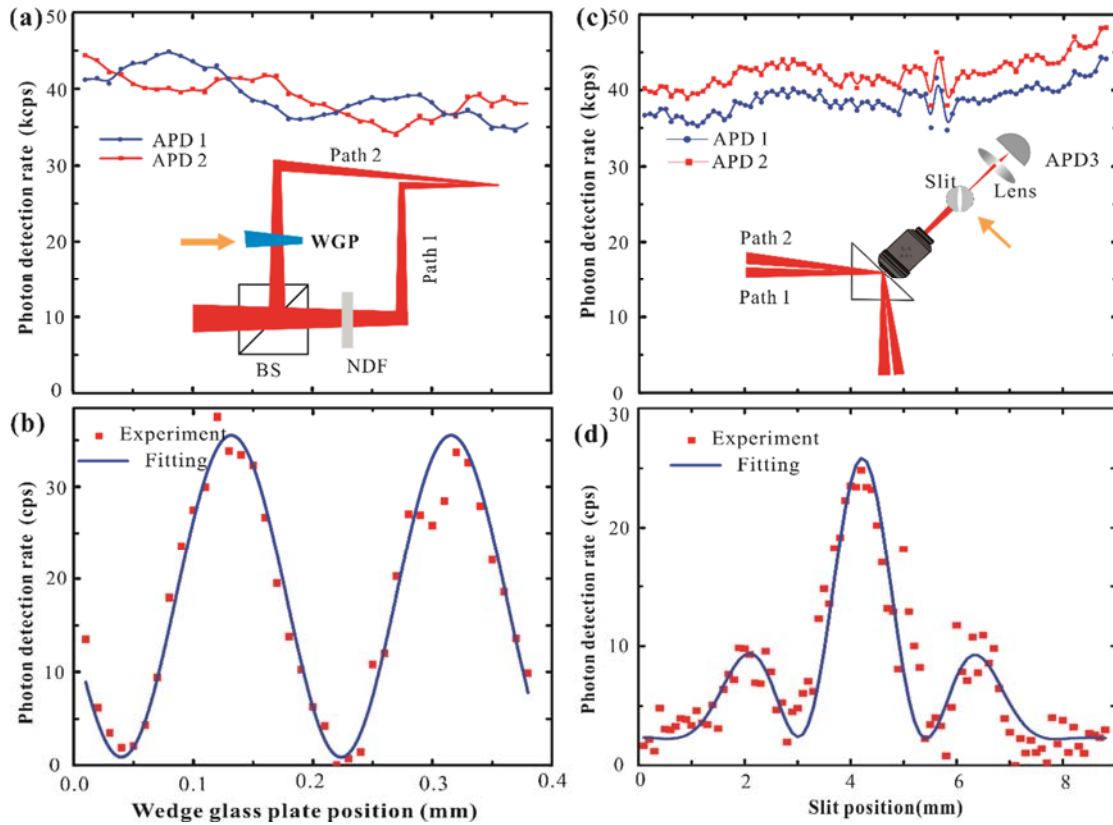 (a)
Photon detection rate (kcps)
50
40
30
20
10
0
APD 1
APD 2
Path 2
WGP
Path 1
BS
NDF
(c)
Photon detection rate (kcps)
50
40
30
20
10
0
APD 1
APD 2
APD3
Slit
Lens
Path 2
Path 1
(b)
Photon detection rate (cps)
30
20
10
0
Experiment
Fitting
0.0
0.1
0.2
0.3
0.4
Wedge glass plate position (mm)
(d)
Photon detection rate (cps)
30
20
10
0
Experiment
Fitting
0
2
4
6
8
Slit position(mm)